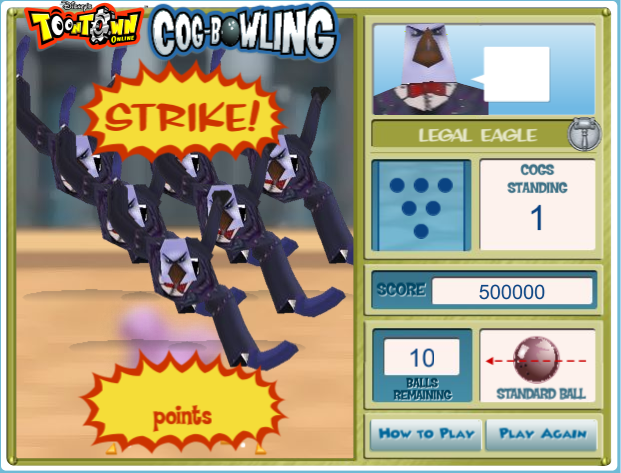 Disney's
TOONTOWN
ONLINE
COG-BOWLING
STRIKE!
points
LEGAL EAGLE
COGS
STANDING
1
SCORE
500000
10
BALLS
REMAINING
STANDARD BALL
HOW TO PLAY
PLAY AGAIN